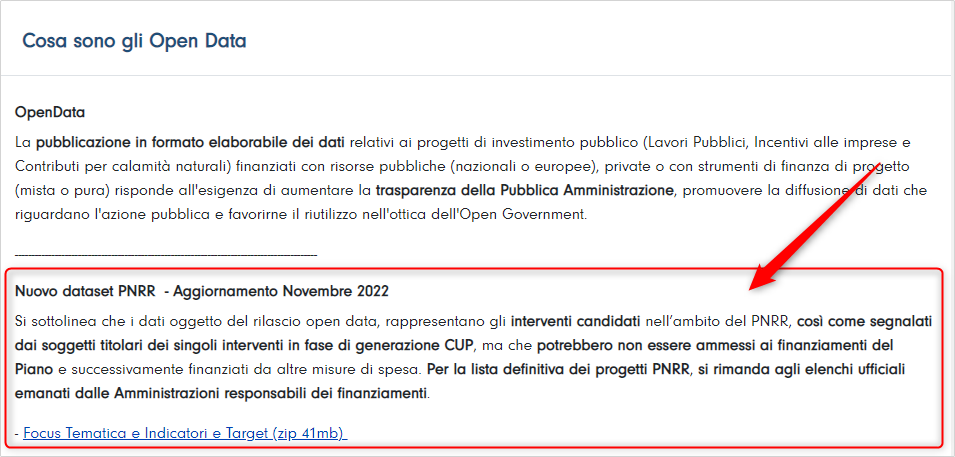 Cosa sono gli Open Data
OpenData
La pubblicazione in formato elaborabile dei dati relativi ai progetti di investimento pubblico (Lavori Pubblici, Incentivi alle imprese e
Contributi per calamità naturali) finanziati con risorse pubbliche (nazionali o europee), private o con strumenti di finanza di progetto
(mista o pura) risponde all'esigenza di aumentare la trasparenza della Pubblica Amministrazione, promuovere la diffusione di dati che
riguardano l'azione pubblica e favorirne il riutilizzo nell'ottica dell'Open Government.
Nuovo dataset PNRR - Aggiornamento Novembre 2022
Si sottolinea che i dati oggetto del rilascio open data, rappresentano gli interventi candidati nell’ambito del PNRR, così come segnalati
dai soggetti titolari dei singoli interventi in fase di generazione CUP, ma che potrebbero non essere ammessi ai finanziamenti del
Piano e successivamente finanziati da altre misure di spesa. Per la lista definitiva dei progetti PNRR, si rimanda agli elenchi ufficiali
emanati dalle Amministrazioni responsabili dei finanziamenti.
- Focus Tematica e Indicatori e Target (zip 41mb)